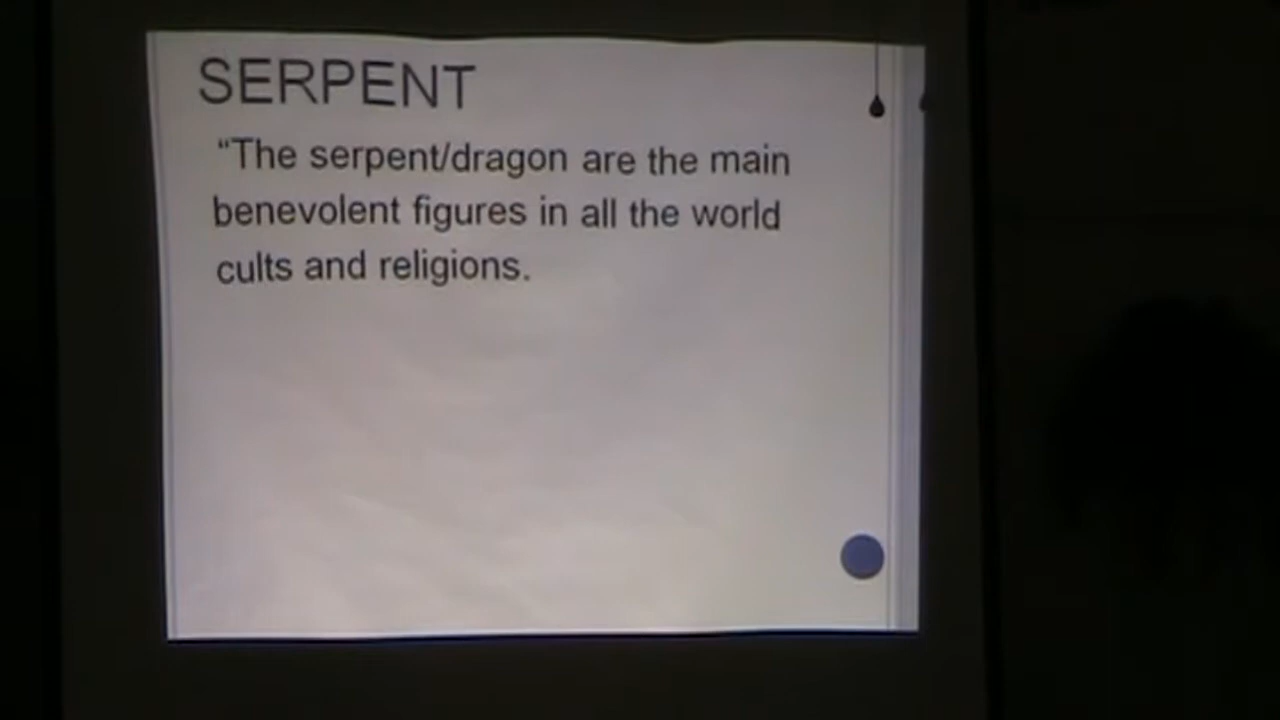 SERPENT
“The serpent/dragon are the main
benevolent figures in all the world
cults and religions.